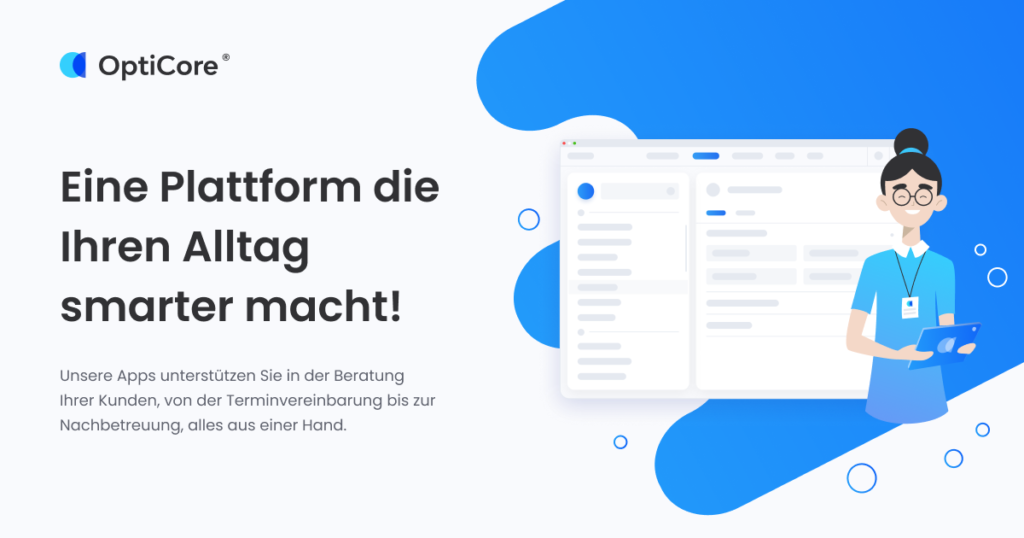 OptiCore®
Eine Plattform die
Ihren Alltag
smarter macht!
Unsere Apps unterstützen Sie in der Beratung
Ihrer Kunden, von der Terminvereinbarung bis zur
Nachbetreuung, alles aus einer Hand.